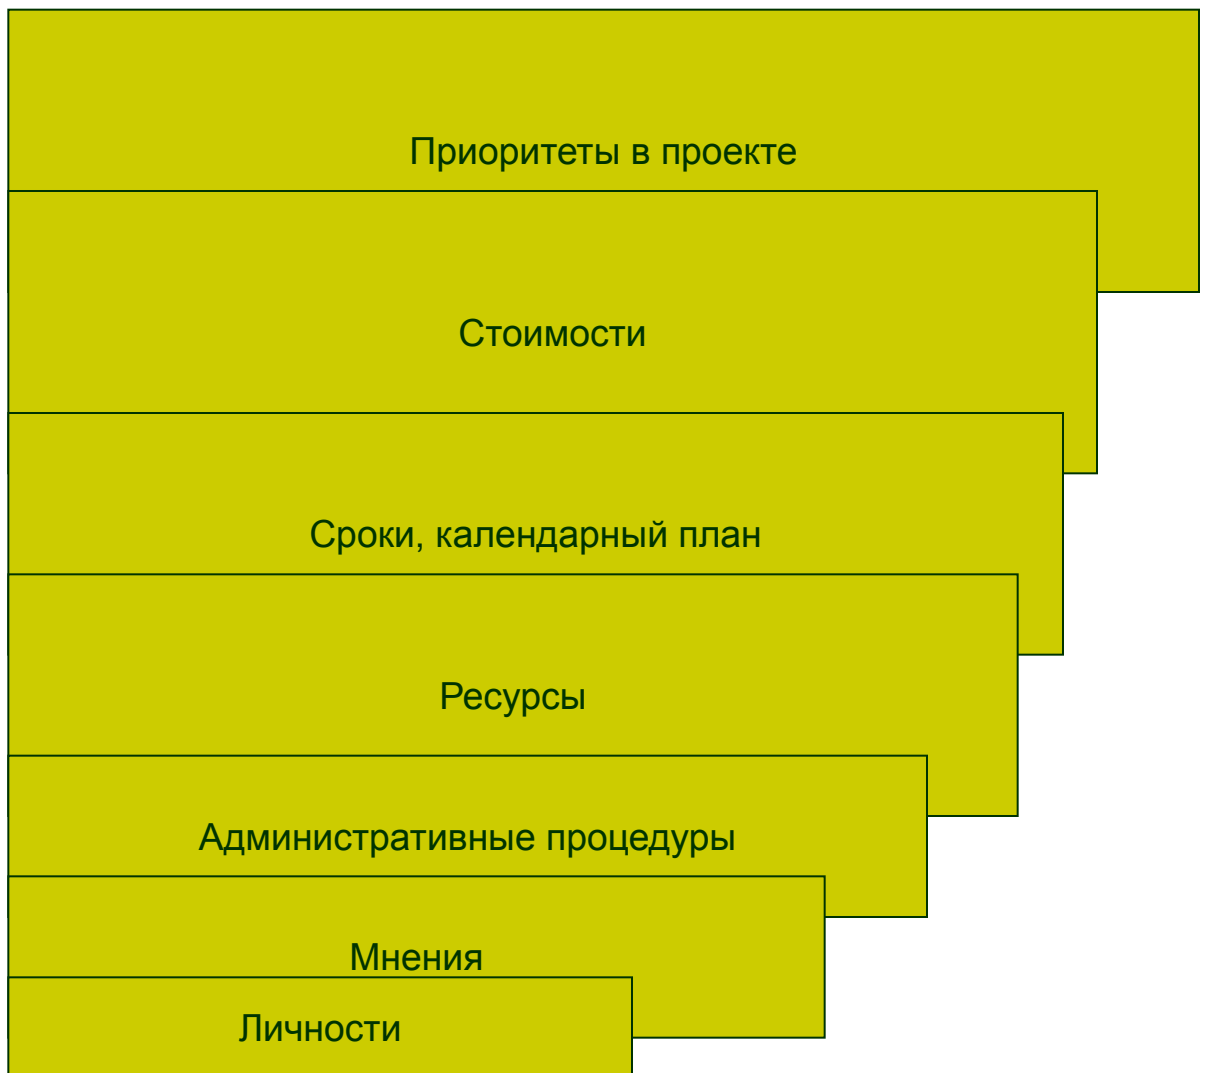 Приоритеты в проекте
Стоимости
Сроки, календарный план
Ресурсы
Административные процедуры
Мнения
Личности